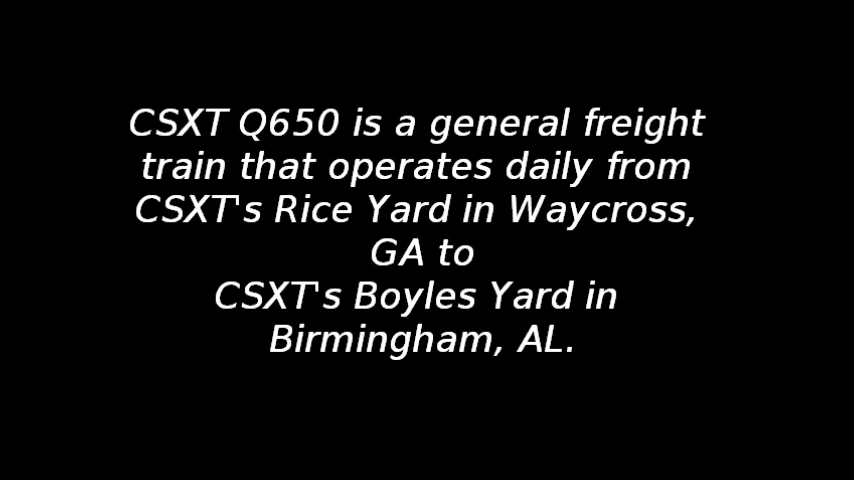 CSXT Q650 is a general freight
train that operates daily from
CSXT's Rice Yard in Waycross,
GA to
CSXT's Boyles Yard in
Birmingham, AL.